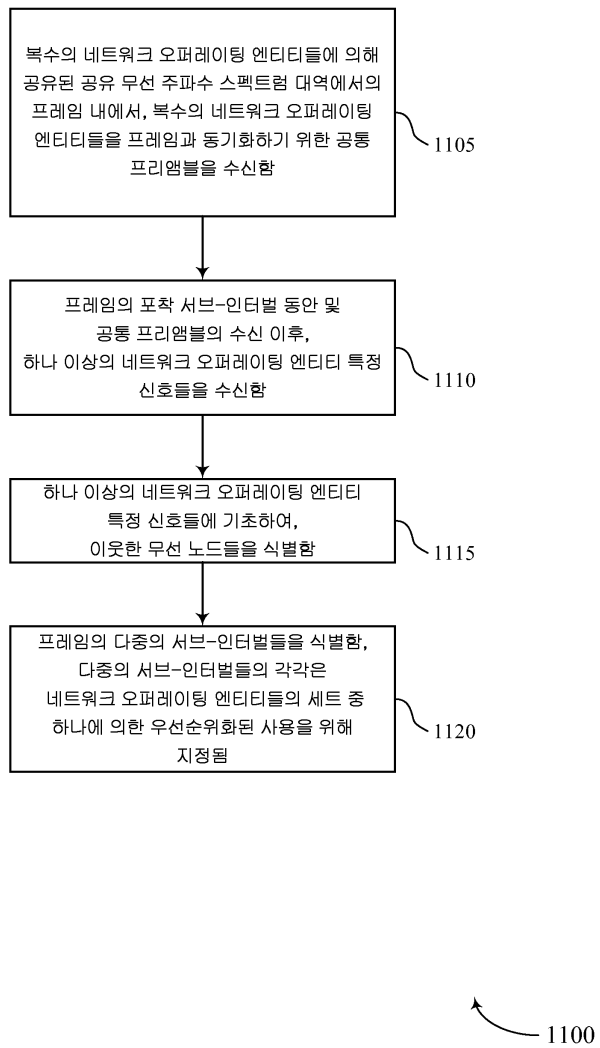 복수의 네트워크 오퍼레이팅 엔티티들에 의해
공유된 공유 무선 주파수 스펙트럼 대역에서의
프레임 내에서, 복수의 네트워크 오퍼레이팅
엔티티들을 프레임과 동기화하기 위한 공통
프리앰블을 수신함
1105
프레임의 포착 서브-인터벌 동안 및
공통 프리앰블의 수신 이후,
하나 이상의 네트워크 오퍼레이팅 엔티티 특정
신호들을 수신함
1110
하나 이상의 네트워크 오퍼레이팅 엔티티
특정 신호들에 기초하여,
이웃한 무선 노드들을 식별함
1115
프레임의 다중의 서브-인터벌들을 식별함,
다중의 서브-인터벌들의 각각은
네트워크 오퍼레이팅 엔티티들의 세트 중
하나에 의한 우선순위화된 사용을 위해
지정됨
1120
1100